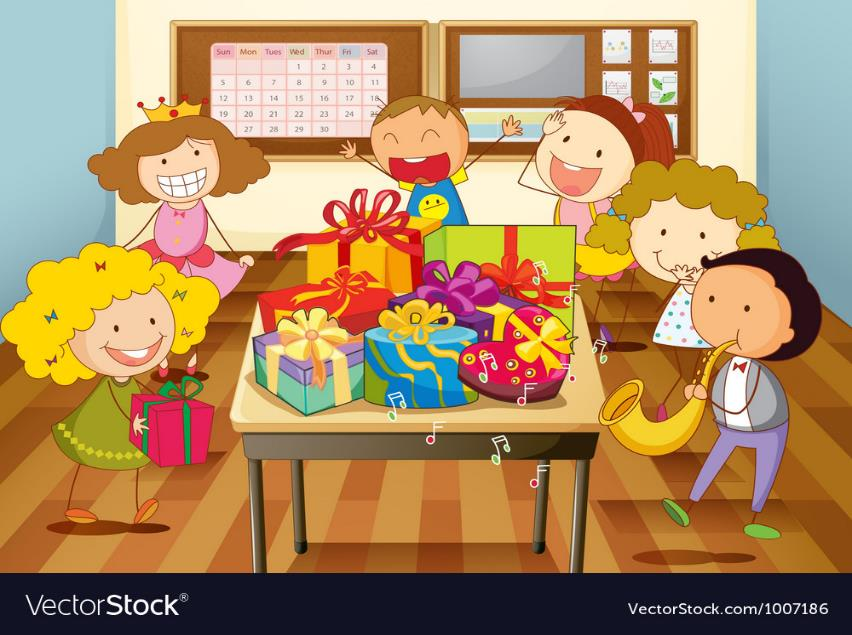 Sun Mon Tues Wed Thur Fri Sat
1 2 3 4
5 6 7 8 9 10 11
12 13 14 15 16 17 18
19 20 21 22 23 24 25
27 28 29 30
VectorStock®
VectorStock.com/1007186